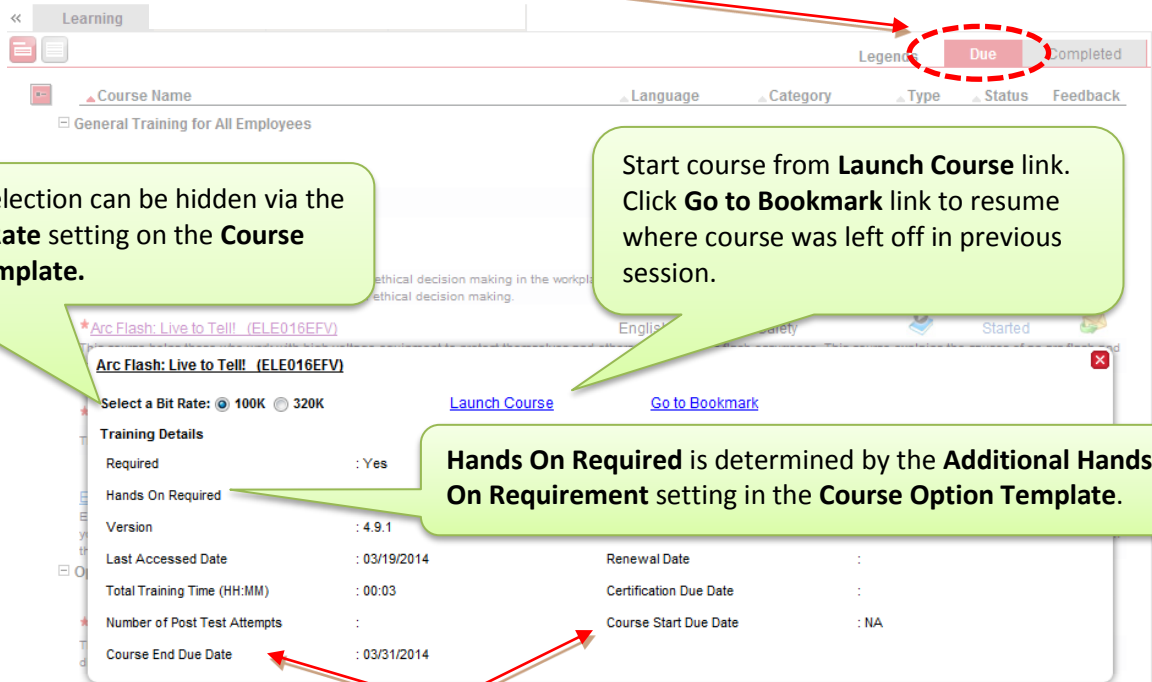 « Learning
Legends Due Completed
Course Name Language Category Type Status Feedback
General Training for All Employees
Start course from Launch Course link.
Click Go to Bookmark link to resume
where course was left off in previous
session.
election can be hidden via the
ate setting on the Course
mplate.
ethical decision making in the
ethical decision making.
*Arc Flash: Live to Tell! (ELE016EFV) Started
Arc Flash: Live to Tell! (ELE016EFV)
Select a Bit Rate: 100K 320K Launch Course Go to Bookmark
Training Details
Required : Yes
Hands On Required
Hands On Required is determined by the Additional Hands
On Requirement setting in the Course Option Template.
Version : 4.9.1
Last Accessed Date : 03/19/2014 Renewal Date :
Total Training Time (HH:MM) : 00:03 Certification Due Date :
Number of Post Test Attempts : Course Start Due Date : NA
Course End Due Date : 03/31/2014